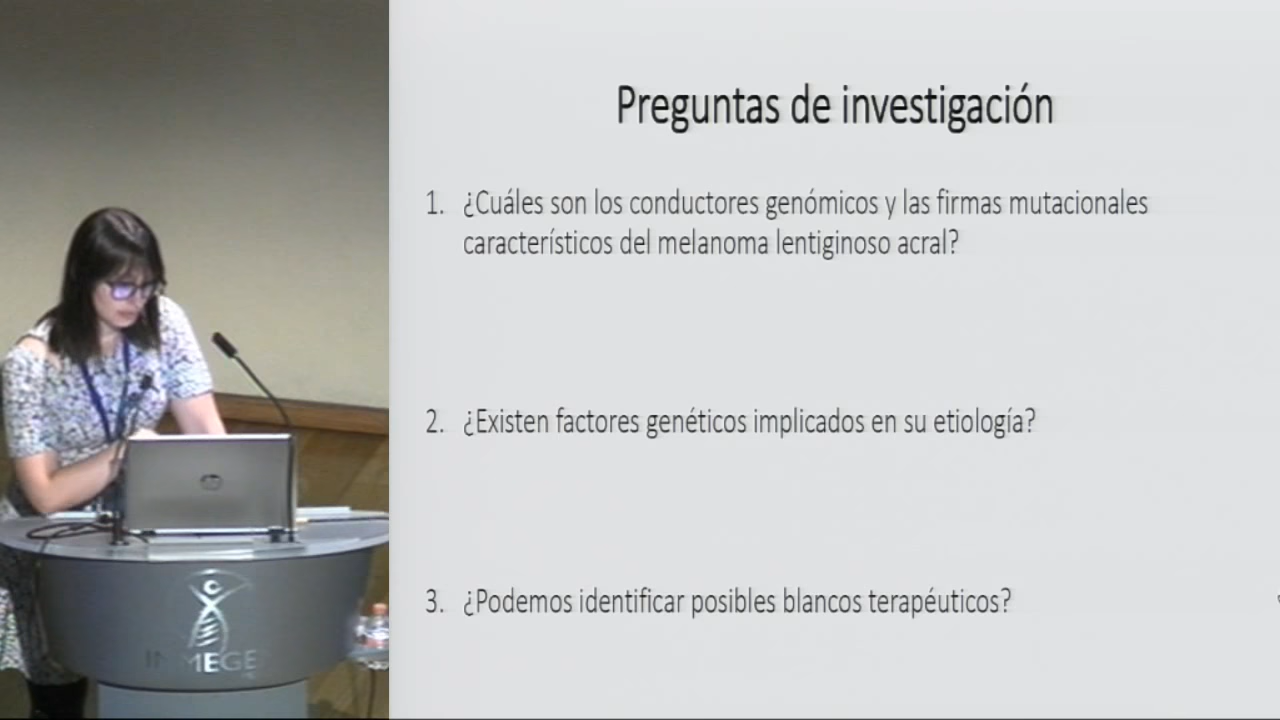 Preguntas de investigación
1. ¿Cuáles son los conductores genómicos y las firmas mutacionales
característicos del melanoma lentiginoso acral?
2. ¿Existen factores genéticos implicados en su etiología?
3. ¿Podemos identificar posibles blancos terapéuticos?
INMEGE